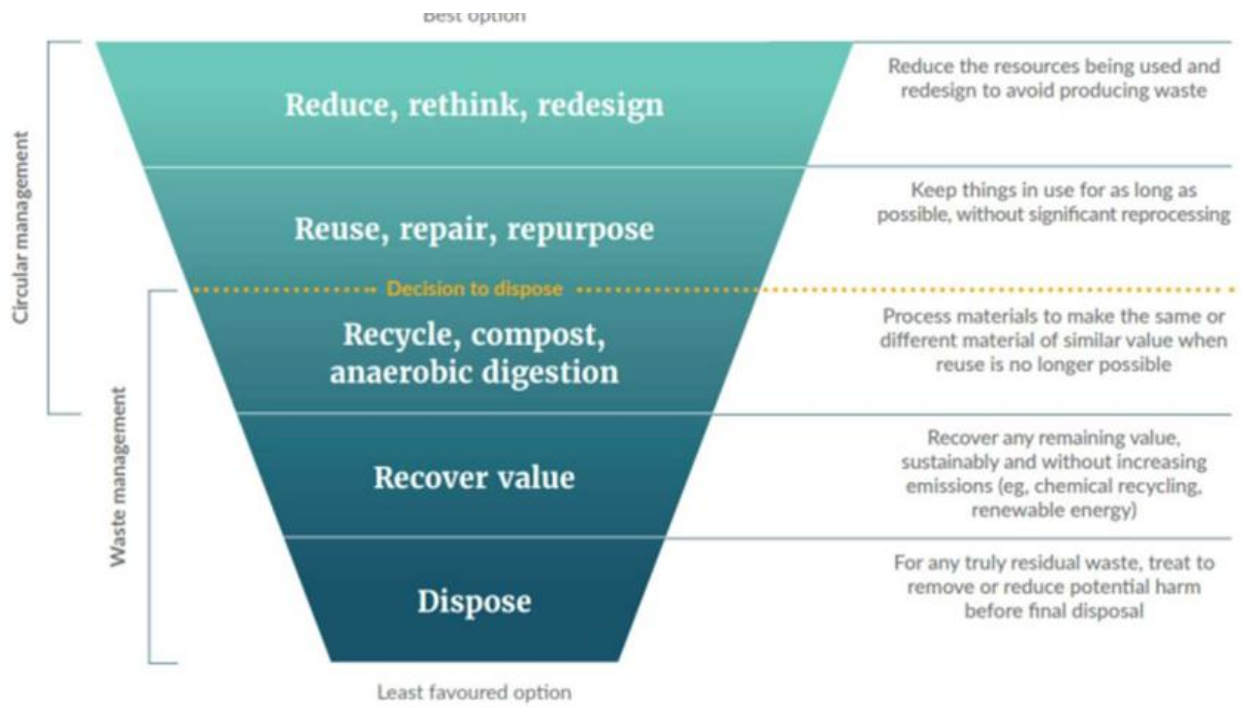 Best option
Circular management
Reduce, rethink, redesign
Reduce the resources being used and
redesign to avoid producing waste
Reuse, repair, repurpose
Keep things in use for as long as
possible, without significant reprocessing
Decision to dispose
Waste management
Recycle, compost,
anaerobic digestion
Process materials to make the same or
different material of similar value when
reuse is no longer possible
Recover value
Recover any remaining value,
sustainably and without increasing
emissions (eg, chemical recycling,
renewable energy)
Dispose
For any truly residual waste, treat to
remove or reduce potential harm
before final disposal
Least favoured option